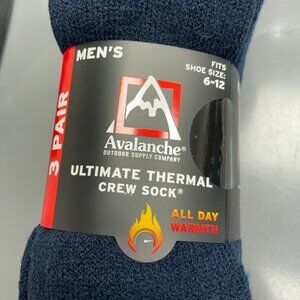 MEN'S
FITS
SHOE SIZE:
6-12
3 PAIR
Avalanche®
OUTDOOR SUPPLY COMPANY
ULTIMATE THERMAL
CREW SOCK®
ALL DAY
WARMTH